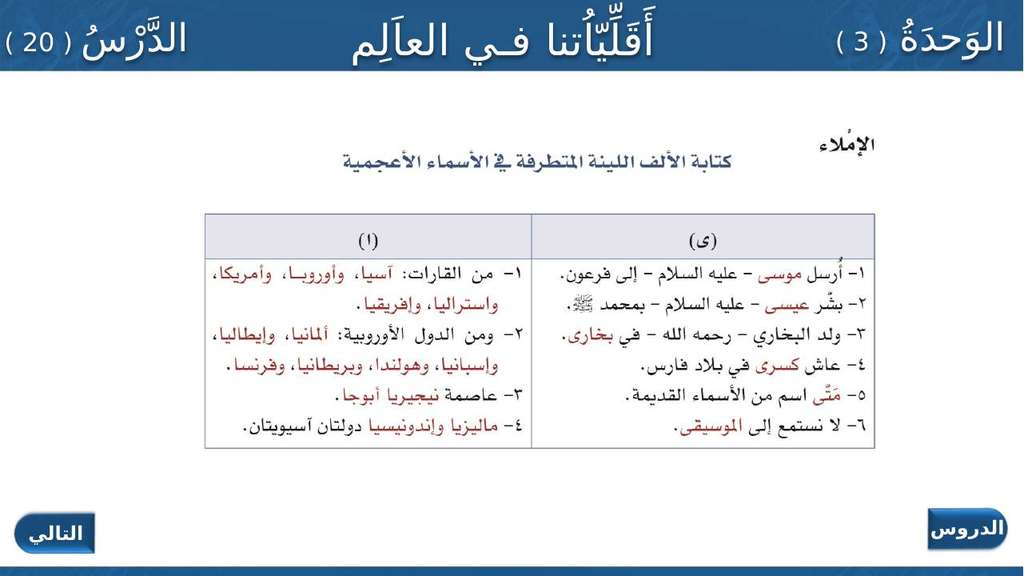 الوَحدَةُ ( 3 )
أَقَلِّيّاُتنا فـي العاَلِم
الدَّرْسُ ( 20 )
الإمْلاء
كتابة الألف اللينة المتطرفة في الأسماء الأعجمية
(ى)
١- أُرسل موسى - عليه السلام - إلى فرعون.
٢- بشّر عيسى - عليه السلام - بمحمد ﷺ.
٣- ولد البخاري - رحمه الله - في بخارى.
٤- عاش كسرى في بلاد فارس.
٥- مَتّى اسم من الأسماء القديمة.
٦- لا نستمع إلى الموسيقى.
(ا)
١- من القارات: آسيا، وأوروبـا، وأمريكا،
واستراليا، وإفريقيا.
٢- ومن الدول الأوروبية: ألمانيا، وإيطاليا،
وإسبانيا، وهولندا، وبريطانيا، وفرنسا.
٣- عاصمة نيجيريا أبوجا.
٤- ماليزيا وإندونيسيا دولتان آسيويتان.
الدروس
التالي